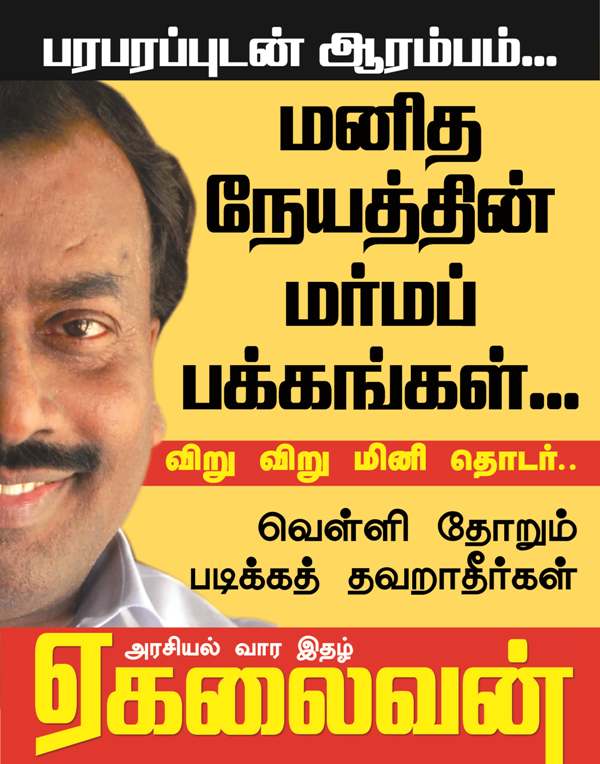 பரபரப்புடன் ஆரம்பம்...
மனித
நேயத்தின்
மர்மப்
பக்கங்கள்...
விறு விறு மினி தொடர்..
வெள்ளி தோறும்
படிக்கத் தவறாதீர்கள்
அரசியல் வார இதழ்
ஏகலைவன்